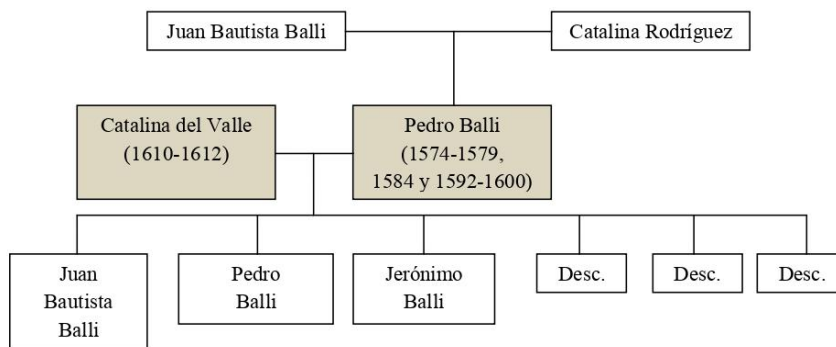 Juan Bautista Balli
Catalina Rodríguez
Catalina del Valle
(1610-1612)
Pedro Balli
(1574-1579,
1584 y 1592-1600)
Juan
Bautista
Balli
Pedro
Balli
Jerónimo
Balli
Desc.
Desc.
Desc.